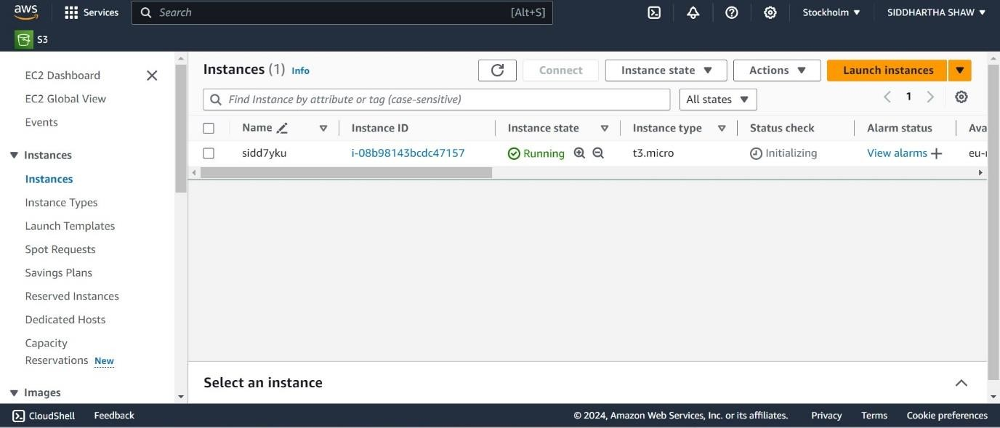 aws Services Search [Alt+S] Stockholm SIDDHARTHA SHAW
S3
EC2 Dashboard
EC2 Global View
Events
Instances
Instances
Instance Types
Launch Templates
Spot Requests
Savings Plans
Reserved Instances
Dedicated Hosts
Capacity
Reservations New
Images
Instances (1) Info Connect Instance state Actions Launch instances
Find Instance by attribute or tag (case-sensitive) All states 1
Name Instance ID Instance state Instance type Status check Alarm status Ava
sidd7yku i-08b98143bcdc47157 Running t3.micro Initializing View alarms + eu-
Select an instance
CloudShell Feedback © 2024, Amazon Web Services, Inc. or its affiliates. Privacy Terms Cookie preferences